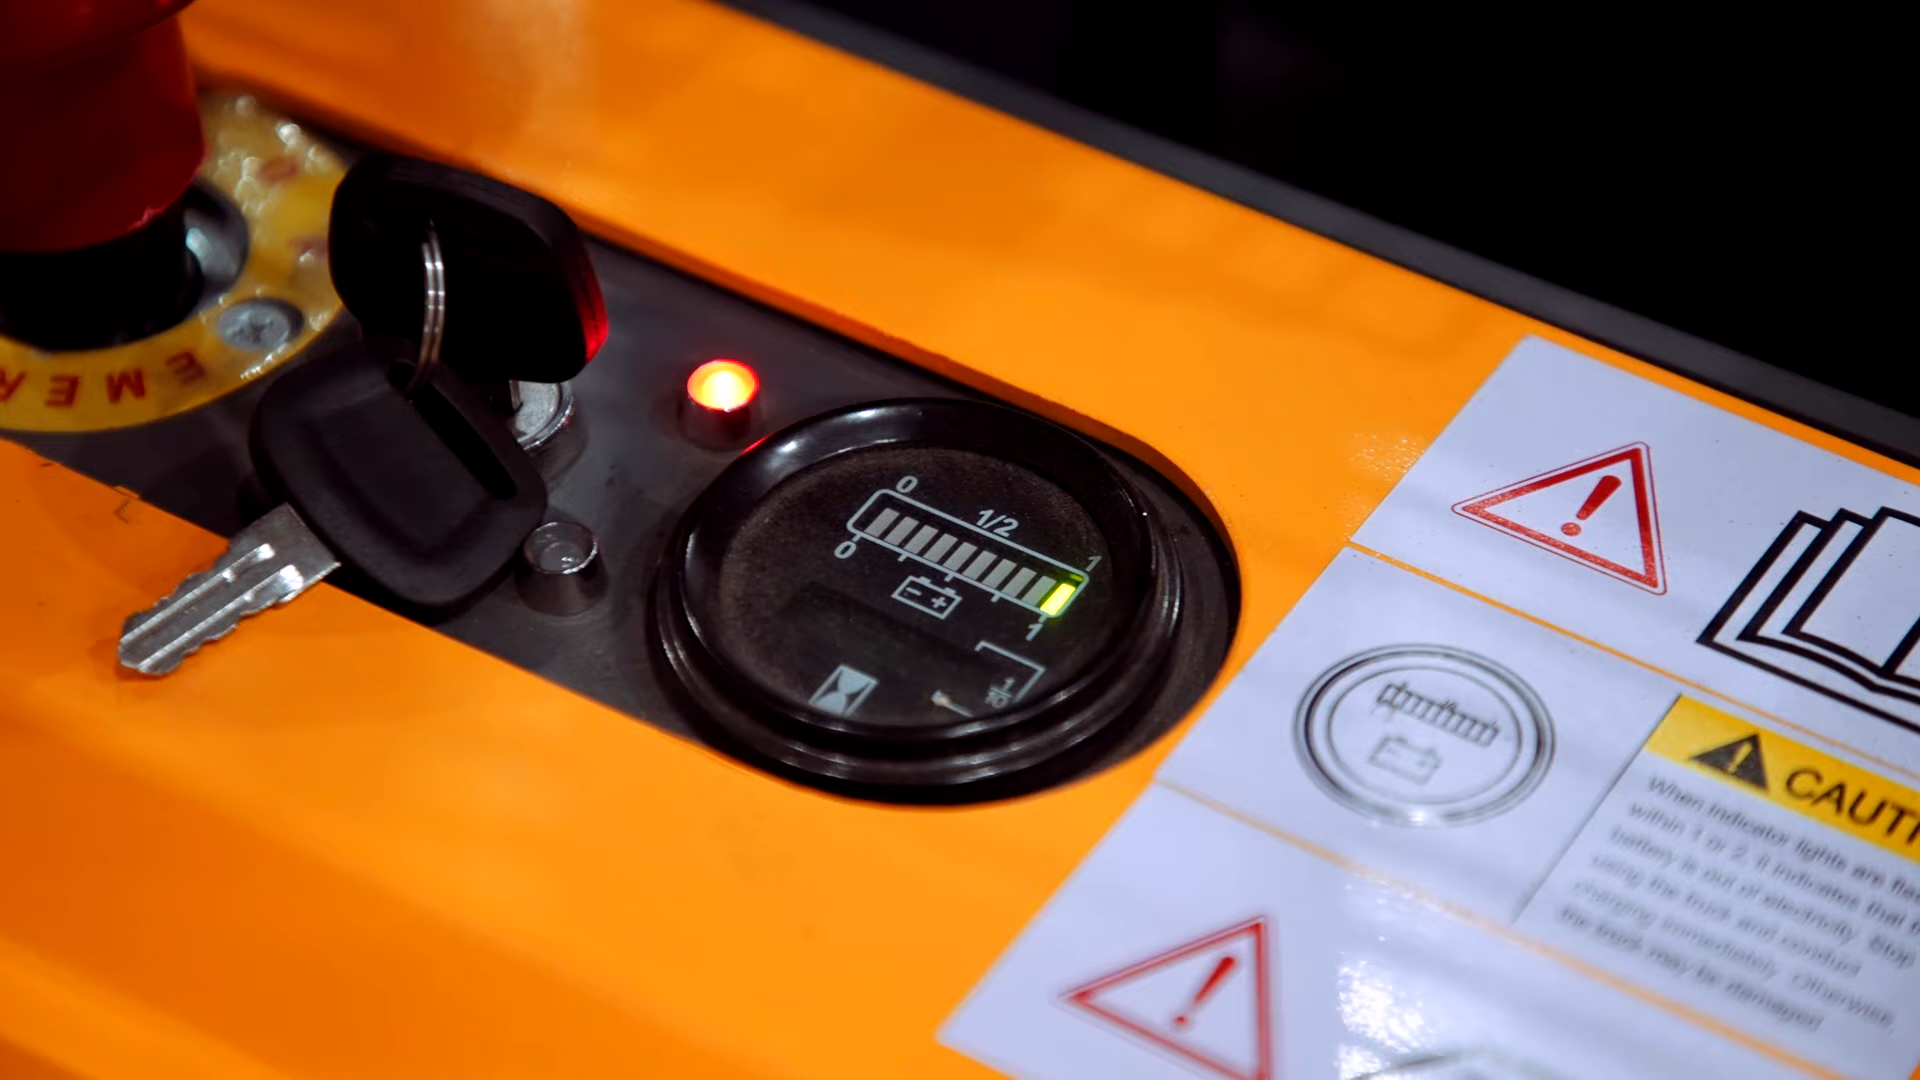 EMER
0
1/2
1
0
1
CAUTI
When indicator lights are
within 1 or 2, it indicates that
battery is out of electricity. Stop
using the truck and conduct
charging immediately. Otherwise,
the truck may be damaged